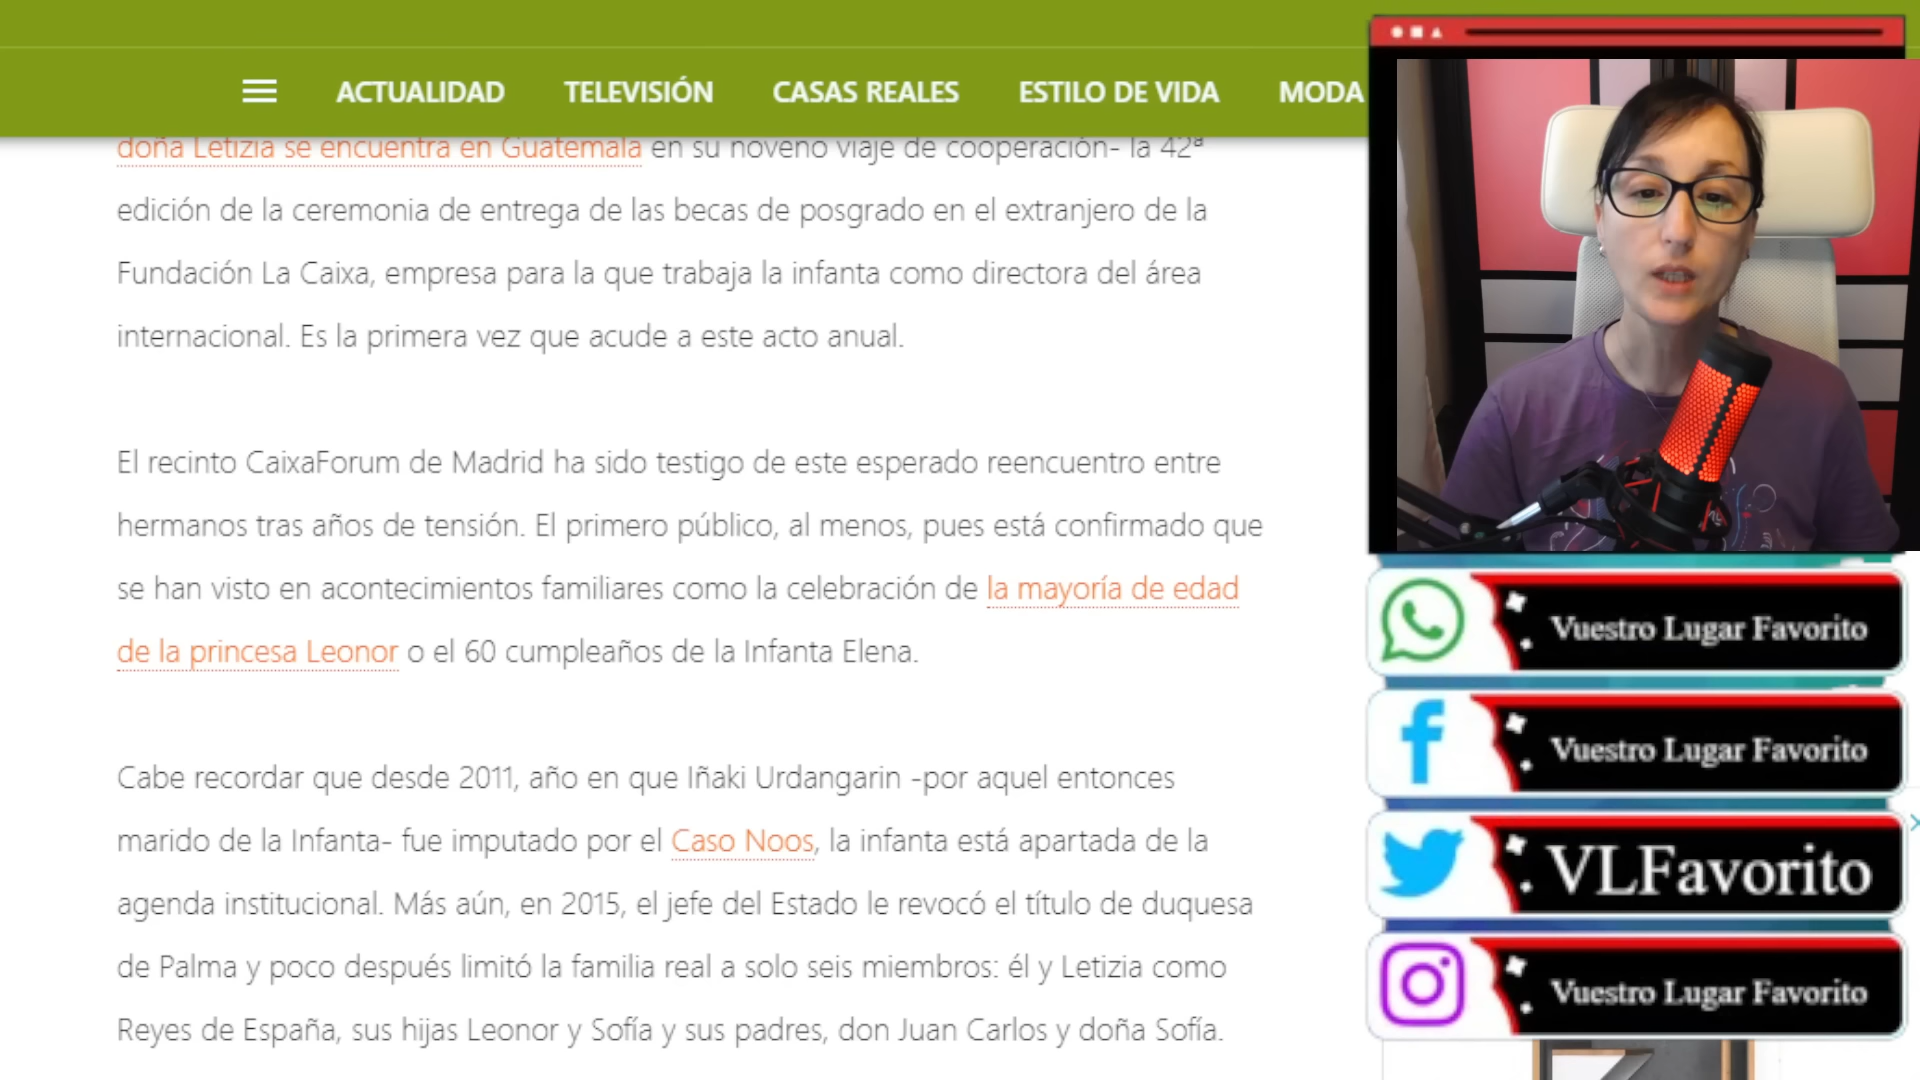 ACTUALIDAD TELEVISIÓN CASAS REALES ESTILO DE VIDA MODA
doña Letizia se encuentra en Guatemala en su noveno viaje de cooperación- la 42ª
edición de la ceremonia de entrega de las becas de posgrado en el extranjero de la
Fundación La Caixa, empresa para la que trabaja la infanta como directora del área
internacional. Es la primera vez que acude a este acto anual.
El recinto CaixaForum de Madrid ha sido testigo de este esperado reencuentro entre
hermanos tras años de tensión. El primero público, al menos, pues está confirmado que
se han visto en acontecimientos familiares como la celebración de la mayoría de edad
de la princesa Leonor o el 60 cumpleaños de la Infanta Elena.
Cabe recordar que desde 2011, año en que Iñaki Urdangarin -por aquel entonces
marido de la Infanta- fue imputado por el Caso Noos, la infanta está apartada de la
agenda institucional. Más aún, en 2015, el jefe del Estado le revocó el título de duquesa
de Palma y poco después limitó la familia real a solo seis miembros: él y Letizia como
Reyes de España, sus hijas Leonor y Sofía y sus padres, don Juan Carlos y doña Sofía.
Vuestro Lugar Favorito
Vuestro Lugar Favorito
VLFavorito
Vuestro Lugar Favorito